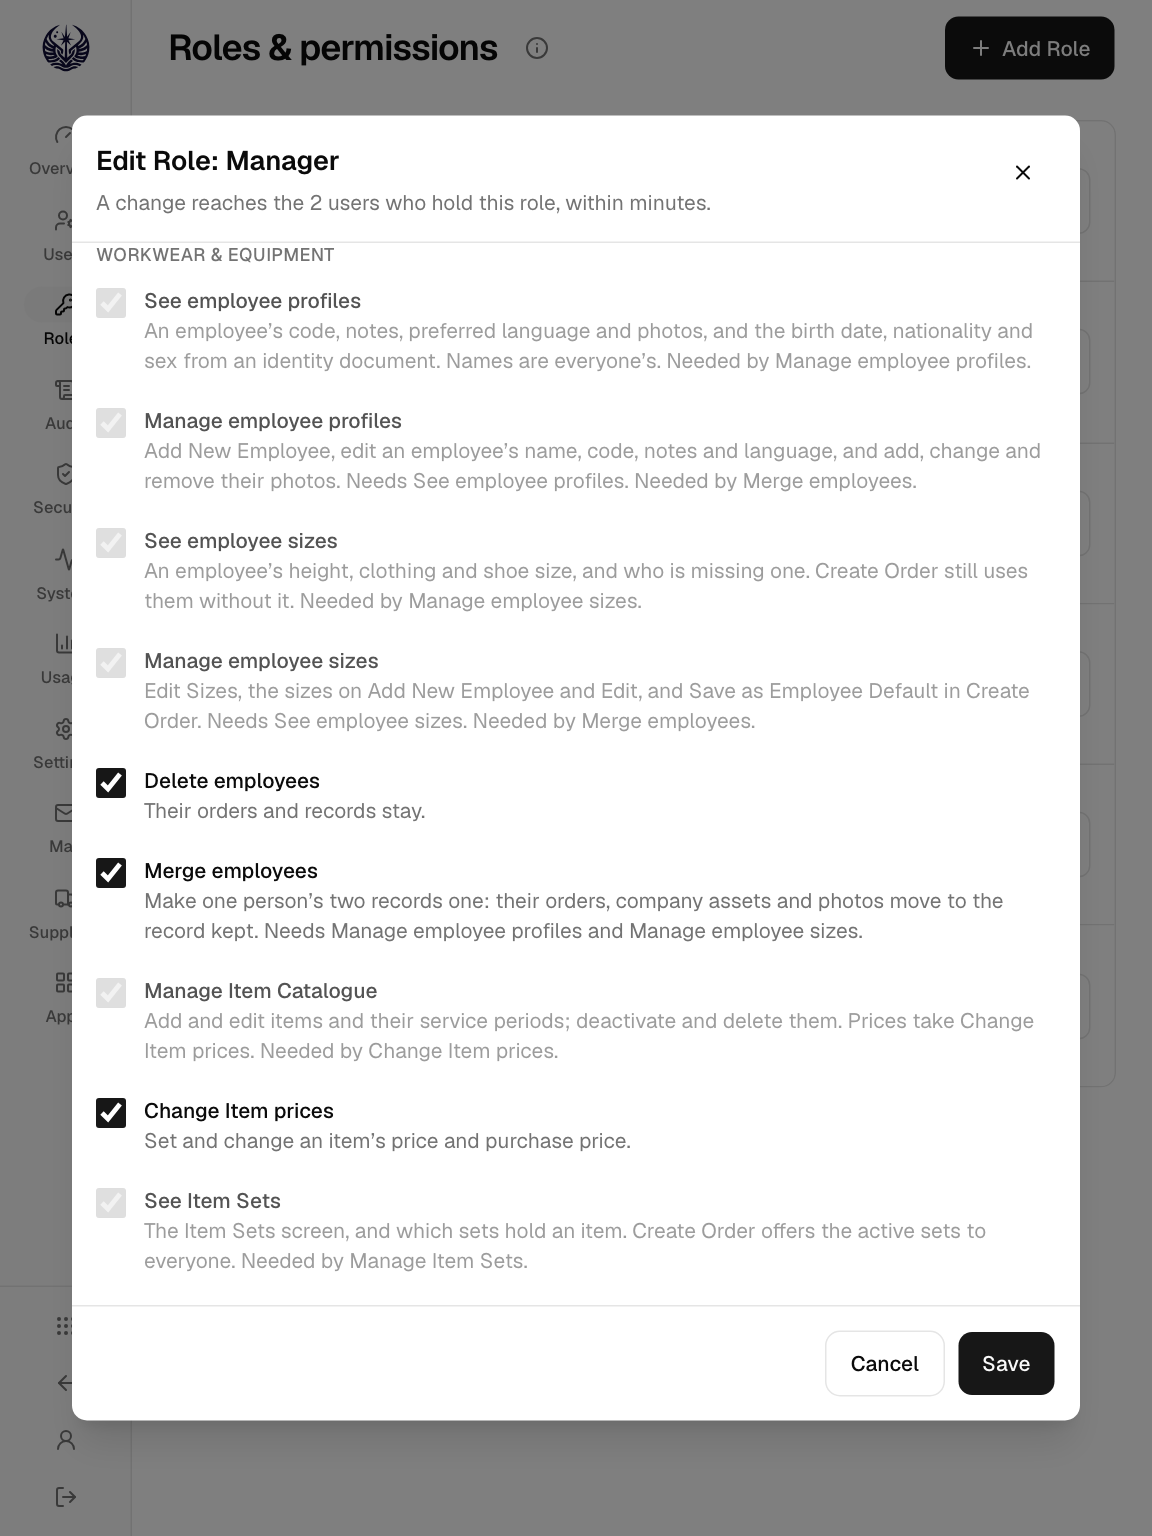 Roles & permissions
Add Role
Edit Role: Manager
A change reaches the 2 users who hold this role, within minutes.
WORKWEAR & EQUIPMENT
See employee profiles
An employee’s code, notes, preferred language and photos, and the birth date, nationality and
sex from an identity document. Names are everyone’s. Needed by Manage employee profiles.
Manage employee profiles
Add New Employee, edit an employee’s name, code, notes and language, and add, change and
remove their photos. Needs See employee profiles. Needed by Merge employees.
See employee sizes
An employee’s height, clothing and shoe size, and who is missing one. Create Order still uses
them without it. Needed by Manage employee sizes.
Manage employee sizes
Edit Sizes, the sizes on Add New Employee and Edit, and Save as Employee Default in Create
Order. Needs See employee sizes. Needed by Merge employees.
Delete employees
Their orders and records stay.
Merge employees
Make one person’s two records one: their orders, company assets and photos move to the
record kept. Needs Manage employee profiles and Manage employee sizes.
Manage Item Catalogue
Add and edit items and their service periods; deactivate and delete them. Prices take Change
Item prices. Needed by Change Item prices.
Change Item prices
Set and change an item’s price and purchase price.
See Item Sets
The Item Sets screen, and which sets hold an item. Create Order offers the active sets to
everyone. Needed by Manage Item Sets.
Cancel
Save